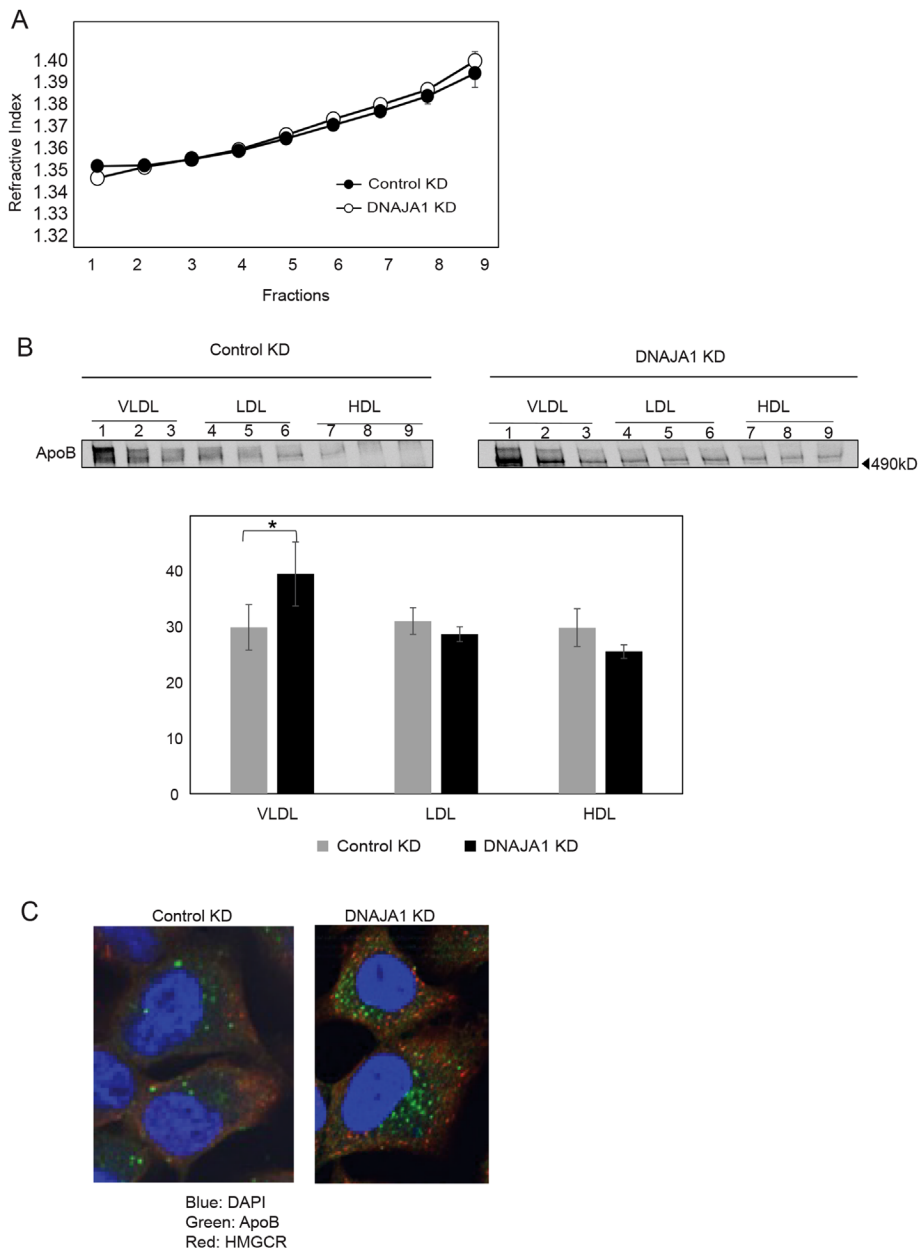 A
1.40
1.39
1.38
1.37
1.36
1.35
1.34
1.33
1.32
Refractive Index
Control KD
DNAJA1 KD
1 2 3 4 5 6 7 8 9
Fractions
B
Control KD
DNAJA1 KD
VLDL LDL HDL
VLDL LDL HDL
1 2 3 4 5 6 7 8 9
1 2 3 4 5 6 7 8 9
ApoB
◄490kD
*
40
30
20
10
0
VLDL LDL HDL
Control KD DNAJA1 KD
C
Control KD DNAJA1 KD
Blue: DAPI
Green: ApoB
Red: HMGCR